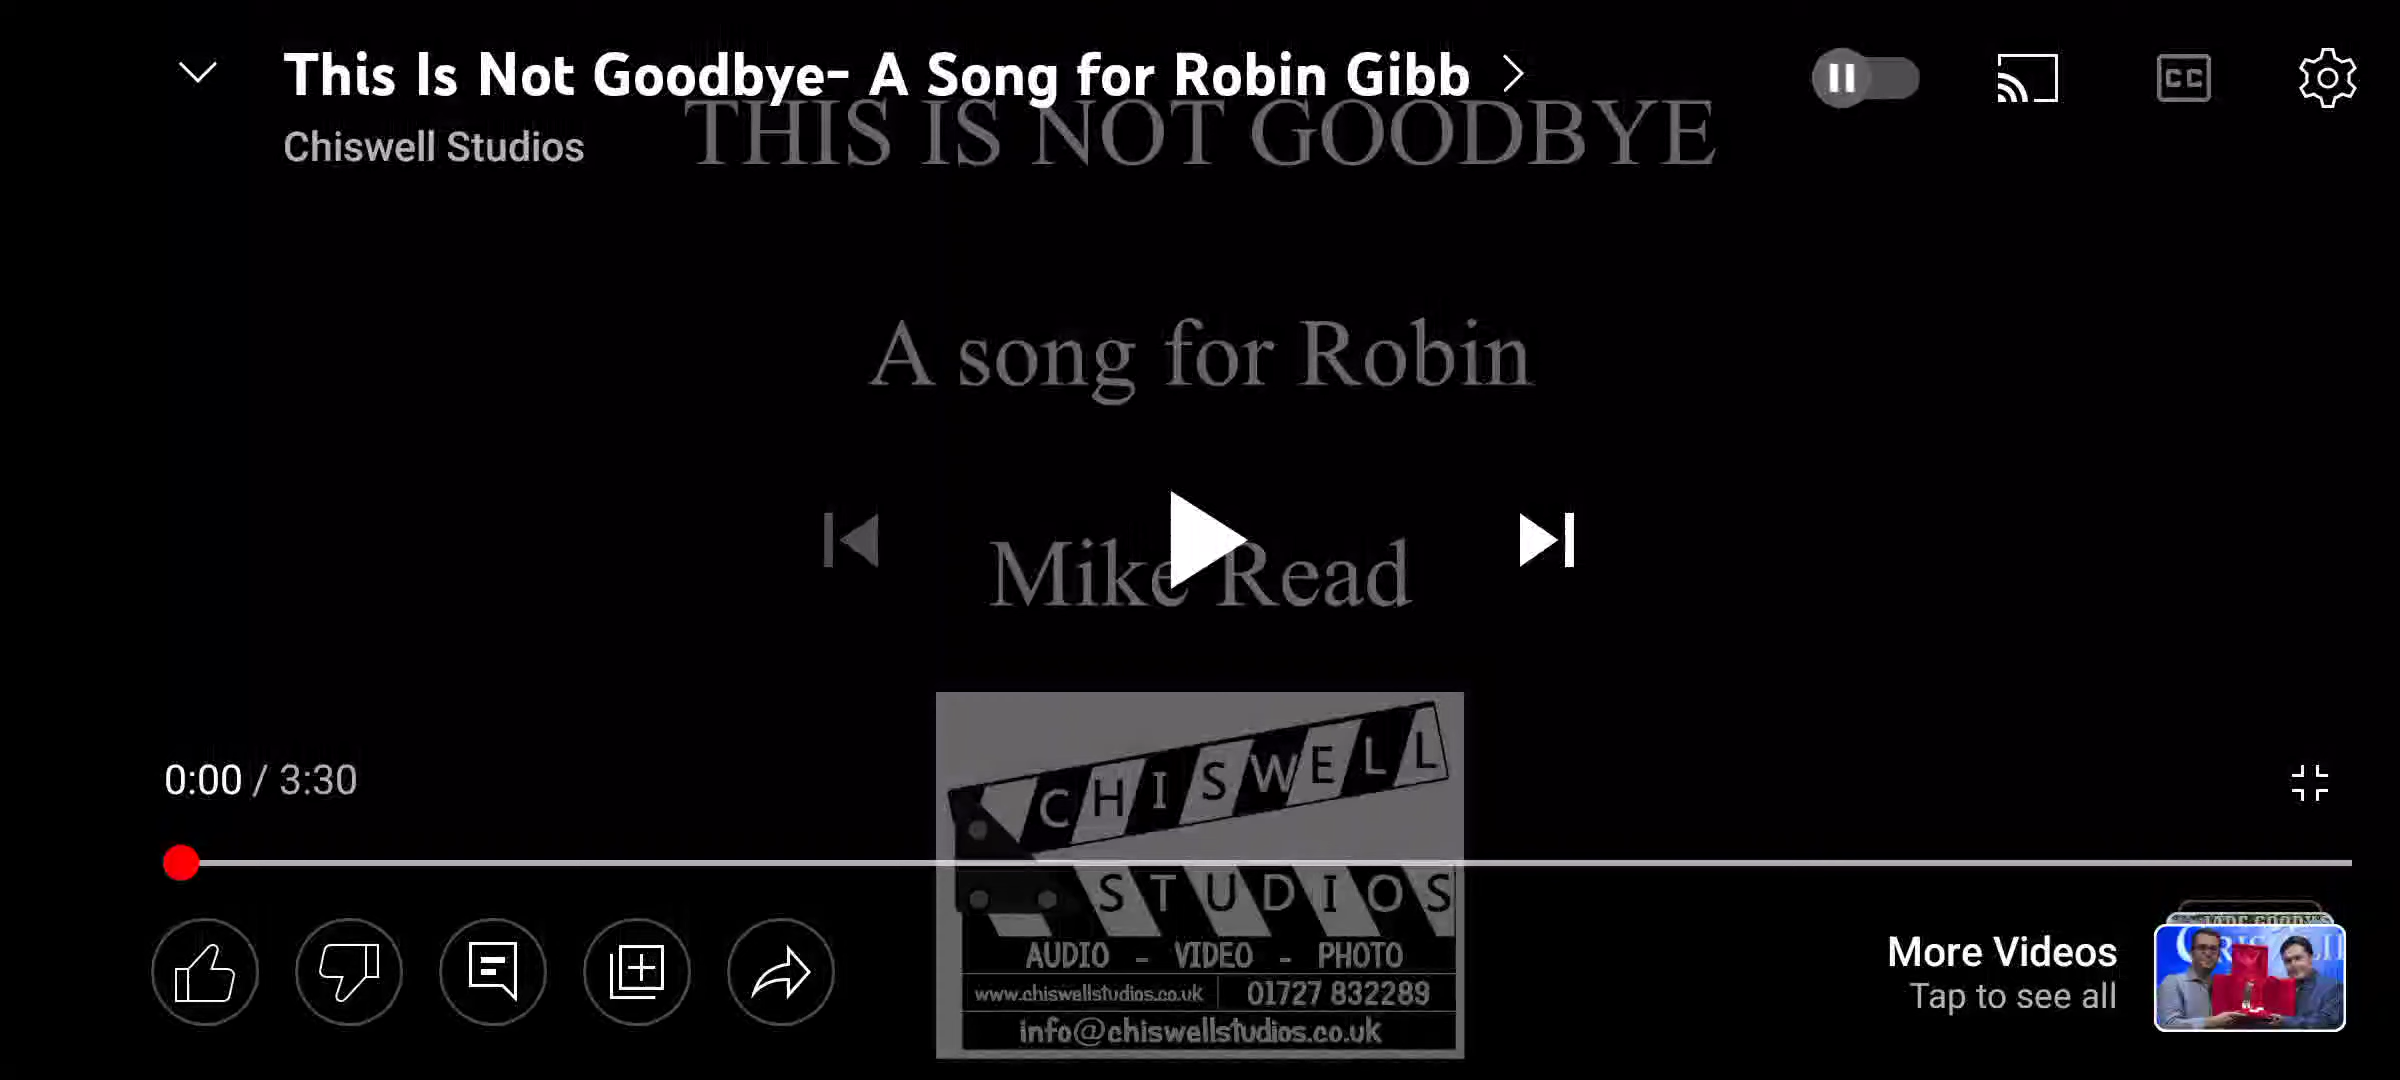 This Is Not Goodbye- A Song for Robin Gibb
CC
Chiswell Studios
THIS IS NOT GOODBYE
A song for Robin
Mike Read
0:00 / 3:30
CHISWELL
STUDIOS
AUDIO - VIDEO - PHOTO
www.chiswellstudios.co.uk 01727 832289
info@chiswellstudios.co.uk
More Videos
Tap to see all